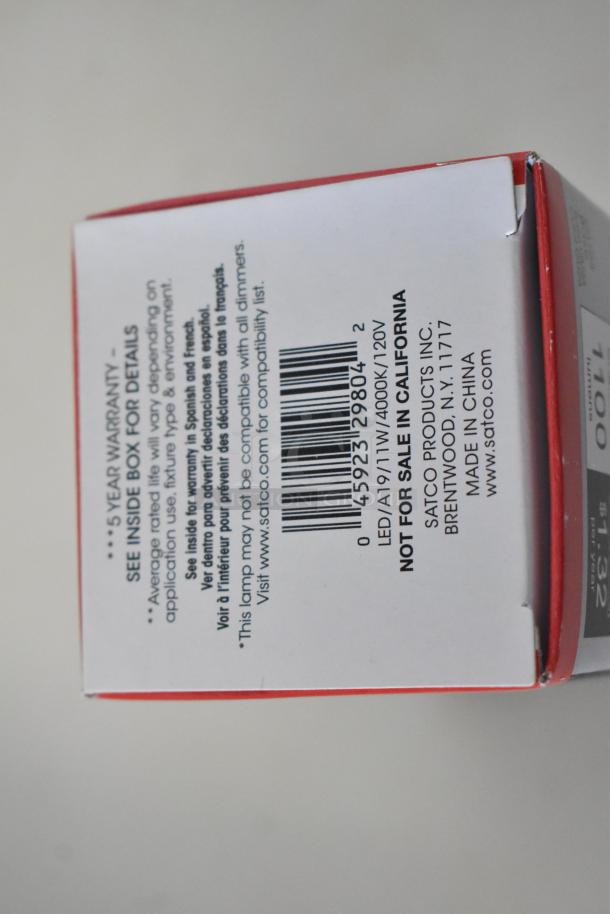 ***5 YEAR WARRANTY –
SEE INSIDE BOX FOR DETAILS
**Average rated life will vary depending on
application use, fixture type & environment.
See inside for warranty in Spanish and French.
Ver dentro para advertir declaraciones en español.
Voir à l'intérieur pour prévenir des déclarations dans la français.
*This lamp may not be compatible with all dimmers.
Visit www.satco.com for compatibility list.
0 45923 29804 2
LED/A19/11W/4000K/120V
NOT FOR SALE IN CALIFORNIA
SATCO PRODUCTS INC.
BRENTWOOD, N.Y. 11717
MADE IN CHINA
www.satco.com
1100
lumens
$1.32
per year